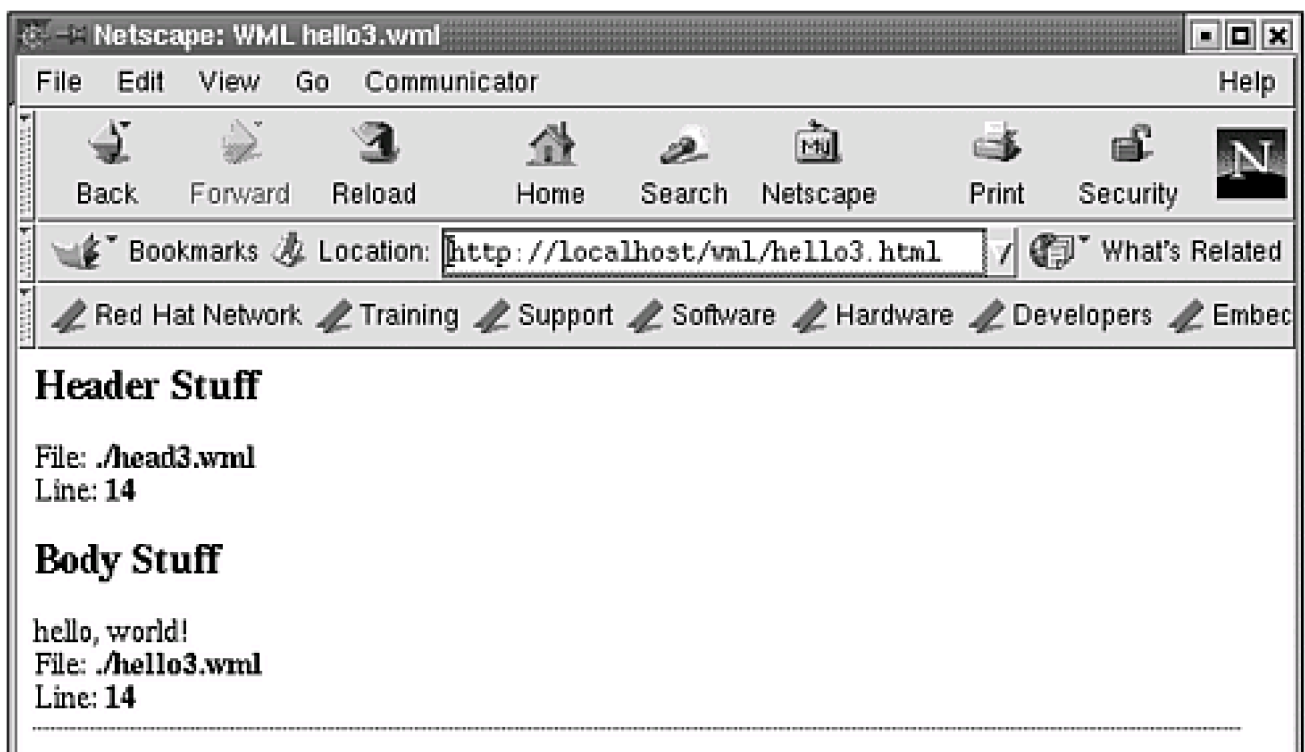 Netscape: WML hello3.wml
File Edit View Go Communicator Help
Back Forward Reload Home Search Netscape Print Security
My
N
Bookmarks Location: http://localhost/wml/hello3.html What's Related
Red Hat Network Training Support Software Hardware Developers Embec
Header Stuff
File: ./head3.wml
Line: 14
Body Stuff
hello, world!
File: ./hello3.wml
Line: 14